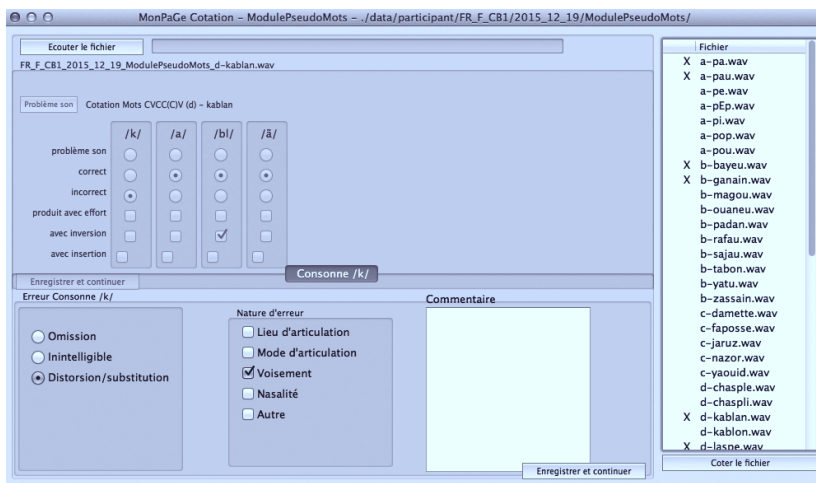 MonPaGe Cotation - ModulePseudoMots - ./data/participant/FR_F_CB1/2015_12_19/ModulePseudoMots/
Ecouter le fichier
FR_F_CB1_2015_12_19_ModulePseudoMots_d-kablan.wav
Problème son Cotation Mots CVCC(C)V (d) - kablan
/k/ /a/ /bl/ /ã/
problème son
correct
incorrect
produit avec effort
avec inversion
avec insertion
Consonne /k/
Enregistrer et continuer
Erreur Consonne /k/
Omission
Inintelligible
Distorsion/substitution
Nature d'erreur
Lieu d'articulation
Mode d'articulation
Voisement
Nasalité
Autre
Commentaire
Enregistrer et continuer
Fichier
X a-pa.wav
X a-pau.wav
a-pe.wav
a-pEp.wav
a-pi.wav
a-pop.wav
a-pou.wav
X b-bayeu.wav
X b-ganain.wav
b-magou.wav
b-ouaneu.wav
b-padan.wav
b-rafau.wav
b-sajau.wav
b-tabon.wav
b-yatu.wav
b-zassain.wav
c-damette.wav
c-faposse.wav
c-jaruz.wav
c-nazor.wav
c-yaouid.wav
d-chasple.wav
d-chaspli.wav
X d-kablan.wav
d-kablon.wav
X d-laspe.wav
Coter le fichier